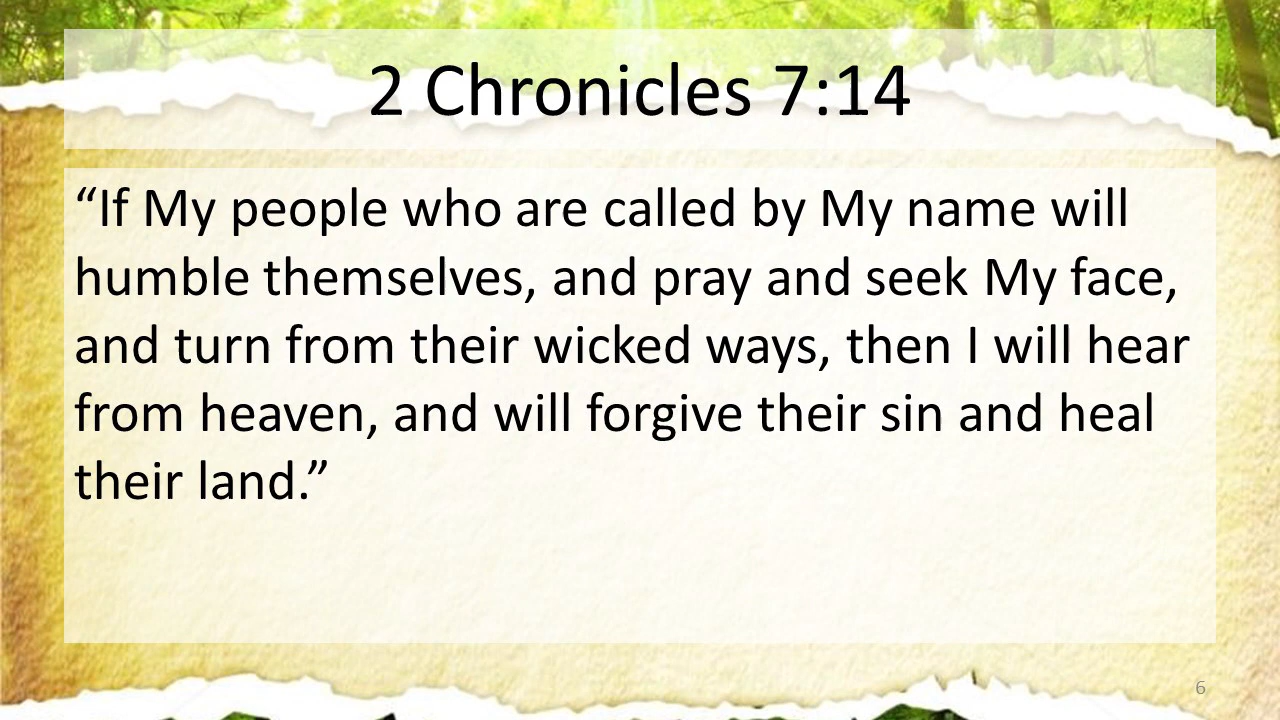 2 Chronicles 7:14
“If My people who are called by My name will
humble themselves, and pray and seek My face,
and turn from their wicked ways, then I will hear
from heaven, and will forgive their sin and heal
their land.”
6